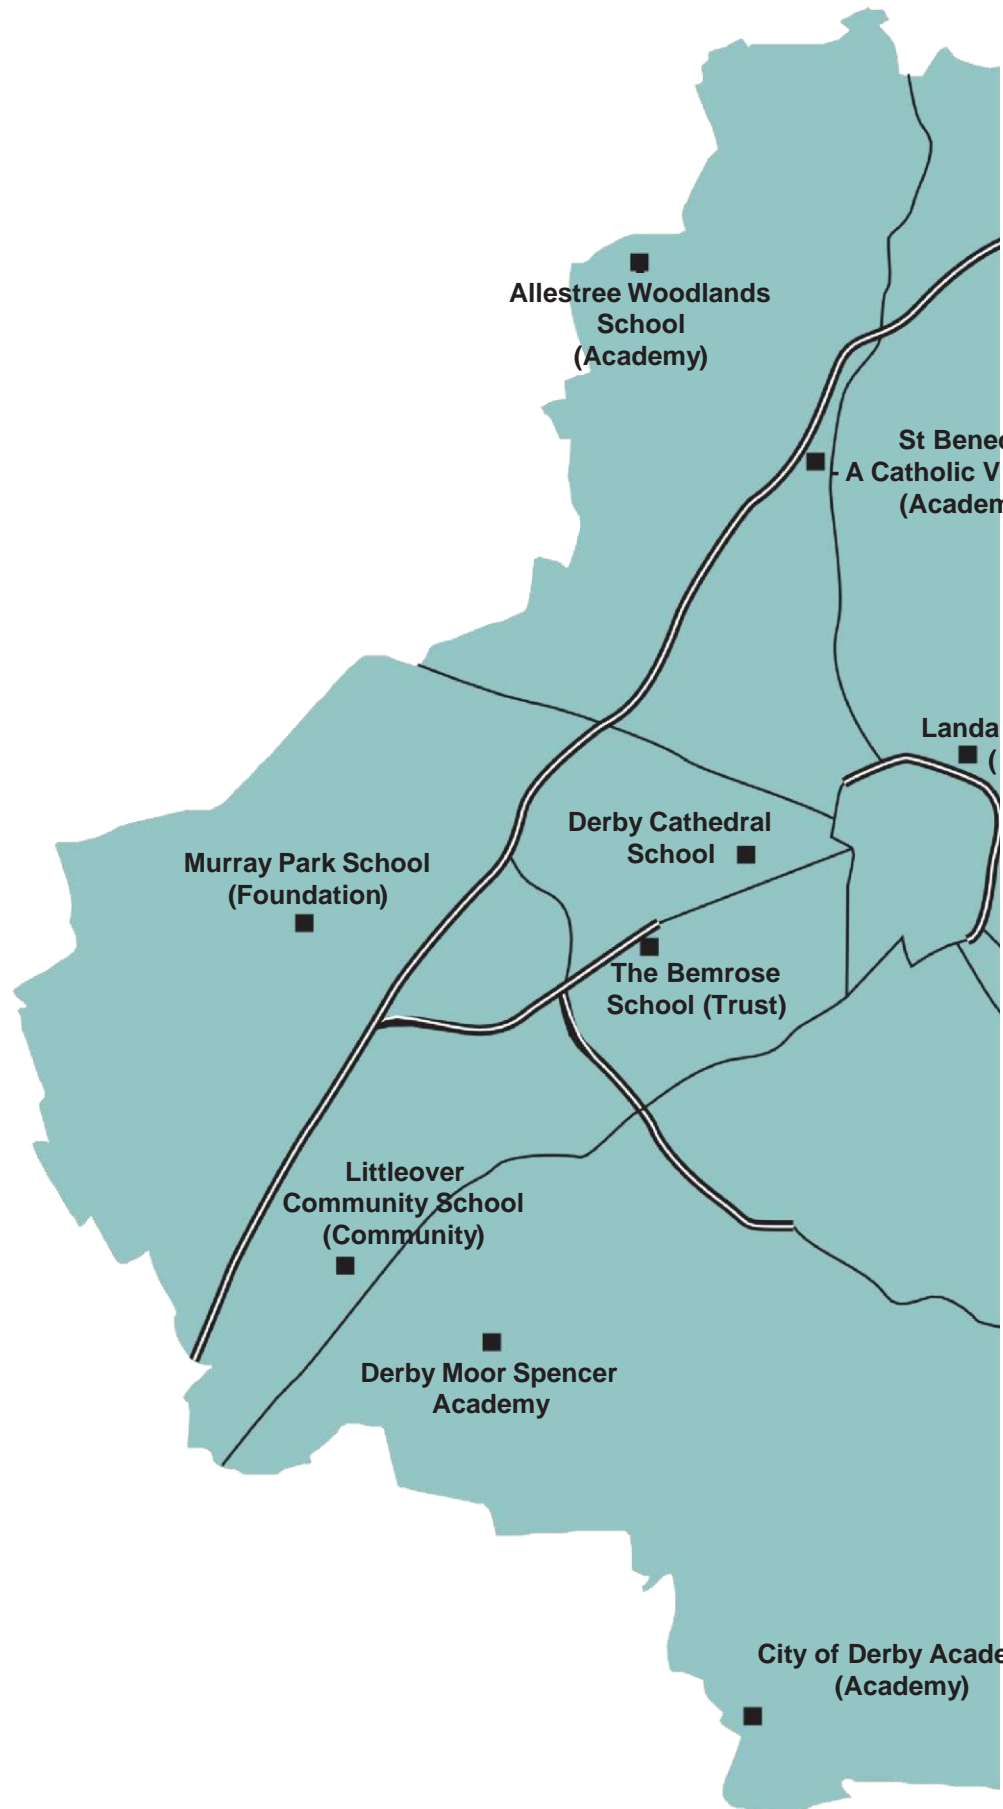 Allestree Woodlands
School
(Academy)
St Bened
- A Catholic V
(Academ
Landa
(
Derby Cathedral
School
Murray Park School
(Foundation)
The Bemrose
School (Trust)
Littleover
Community School
(Community)
Derby Moor Spencer
Academy
City of Derby Acade
(Academy)